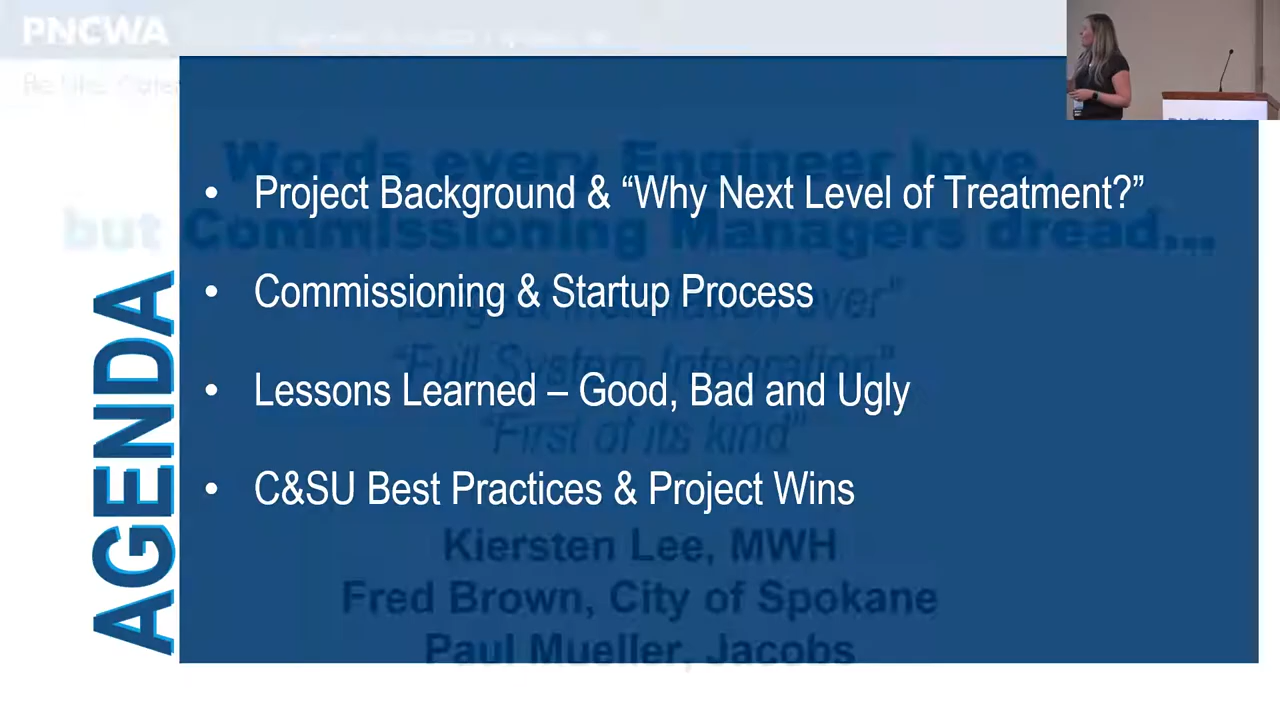 PNCWA
Words every Engineer love,
but Commissioning Managers dread...
AGENDA
• Project Background & “Why Next Level of Treatment?”
• Commissioning & Startup Process
"Full System Integration"
• Lessons Learned – Good, Bad and Ugly
"First of its kind"
• C&SU Best Practices & Project Wins
Kiersten Lee, MWH
Fred Brown, City of Spokane
Paul Mueller, Jacobs